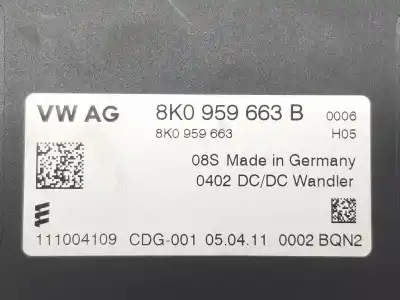 VW AG 8K0 959 663 B 0006
8K0 959 663 H05
08S Made in Germany
0402 DC/DC Wandler
111004109 CDG-001 05.04.11 0002 BQN2